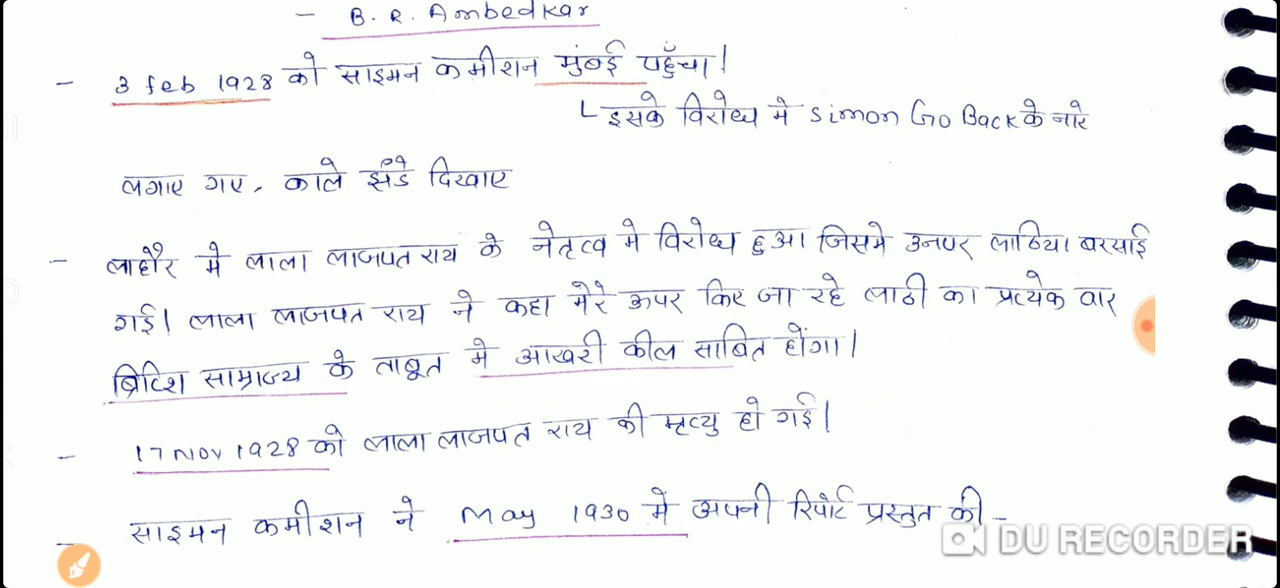 - B. R. Ambedkar
- 3 feb 1928 को साइमन कमीशन मुंबई पहुँचा।
└ इसके विरोध मे Simon Go Back के नारे
लगाए गए, काले झंडे दिखाए
- लाहौर मे लाला लाजपत राय के नेतृत्व मे विरोध हुआ जिसमे उनपर लाठिया बरसाई
गई। लाला लाजपत राय ने कहा मेरे ऊपर किए जा रहे लाठी का प्रत्येक वार
ब्रिटिश साम्राज्य के ताबूत मे आखरी कील साबित होंगा।
- 17 Nov 1928 को लाला लाजपत राय की मृत्यु हो गई।
- साइमन कमीशन ने May 1930 में अपनी रिपोर्ट प्रस्तुत की -
DU RECORDER